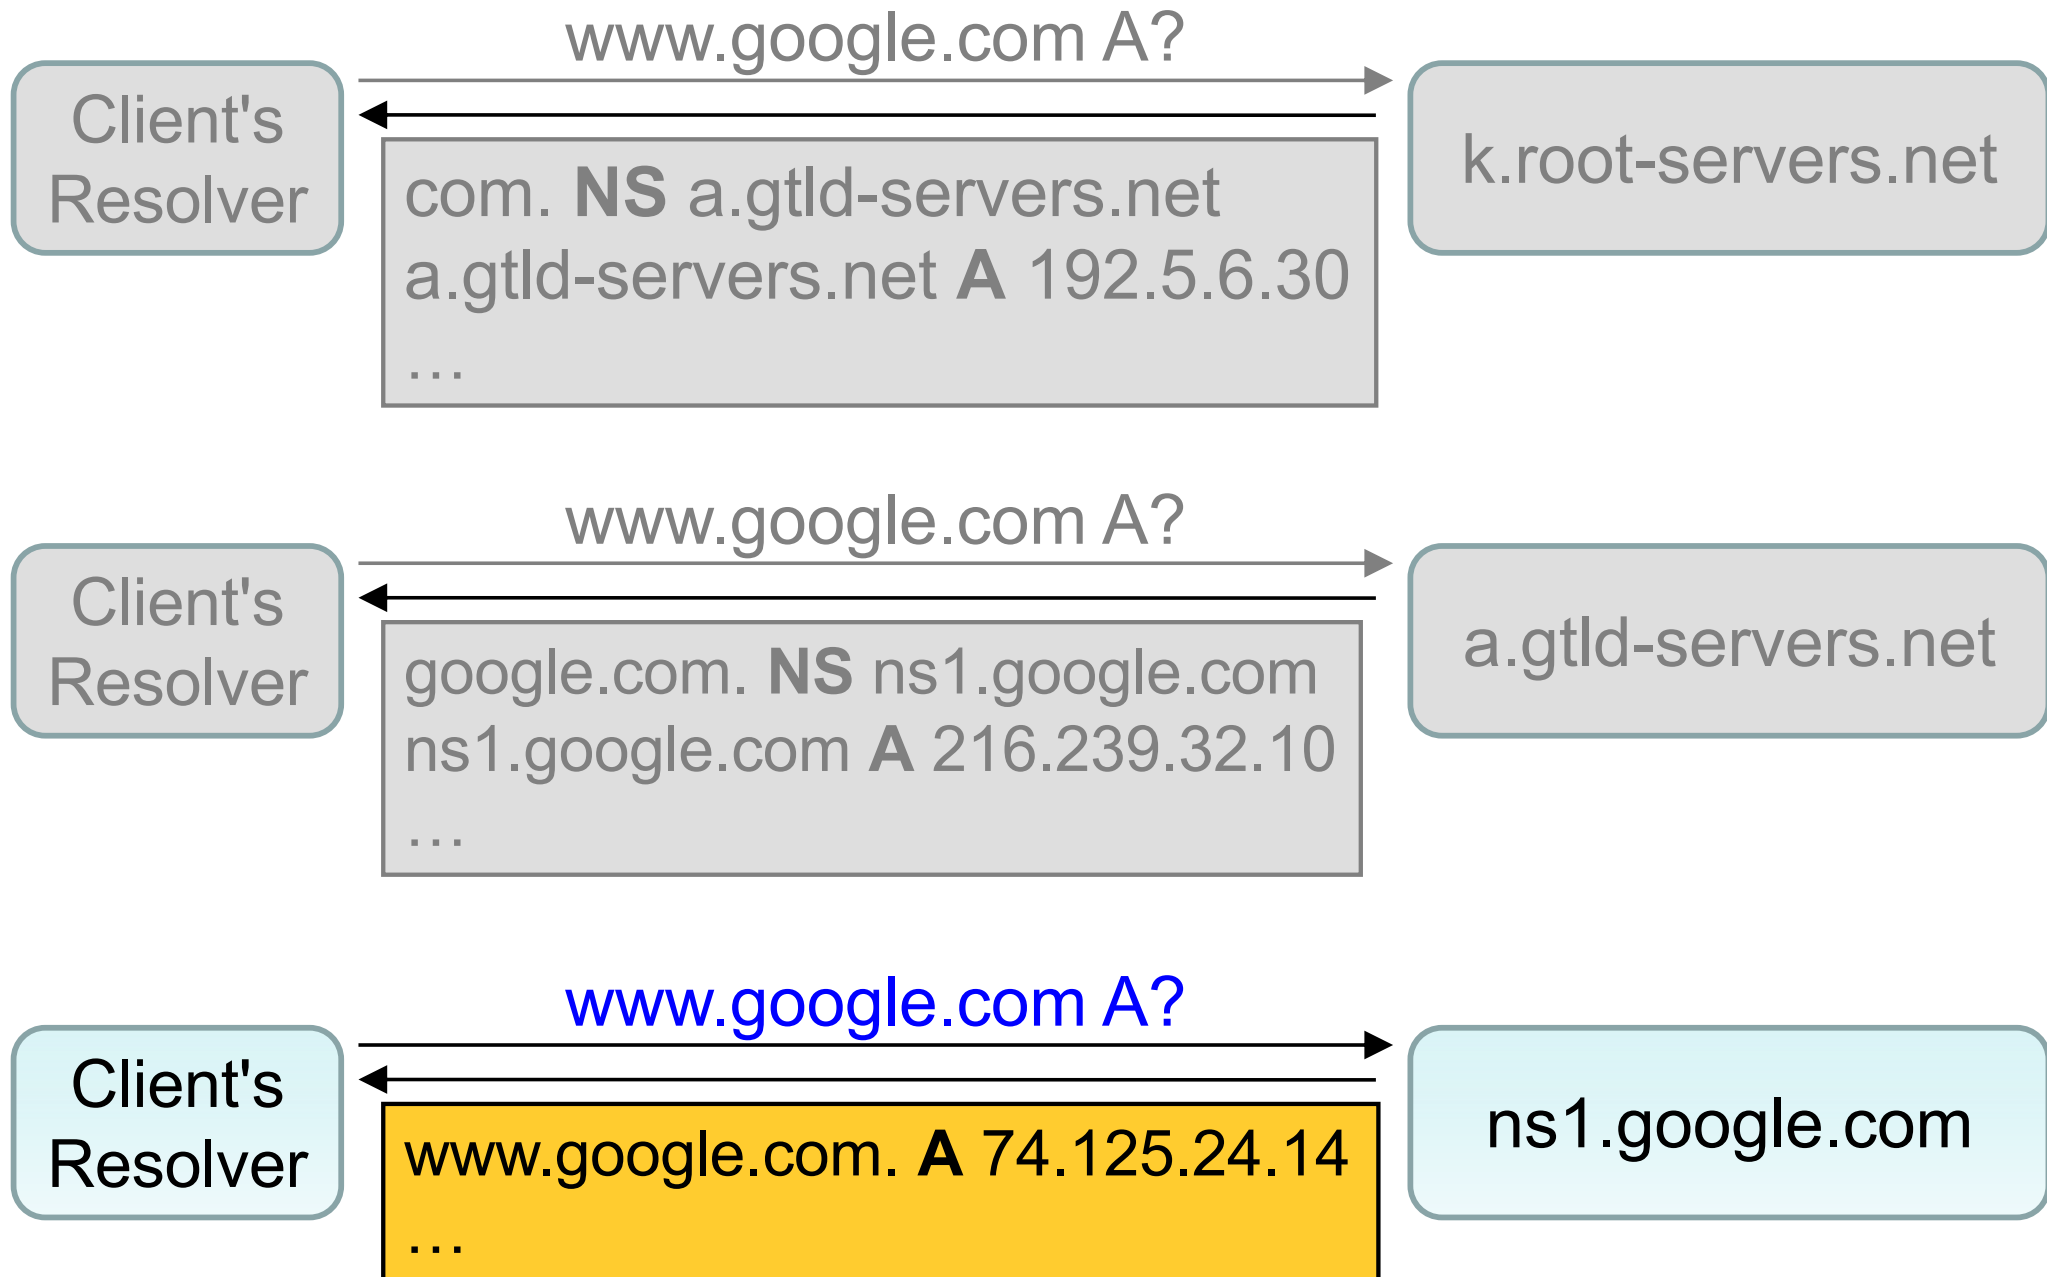 www.google.com A?
Client's
Resolver
k.root-servers.net
com. NS a.gtld-servers.net
a.gtld-servers.net A 192.5.6.30
…
www.google.com A?
Client's
Resolver
a.gtld-servers.net
google.com. NS ns1.google.com
ns1.google.com A 216.239.32.10
…
www.google.com A?
Client's
Resolver
ns1.google.com
www.google.com. A 74.125.24.14
…